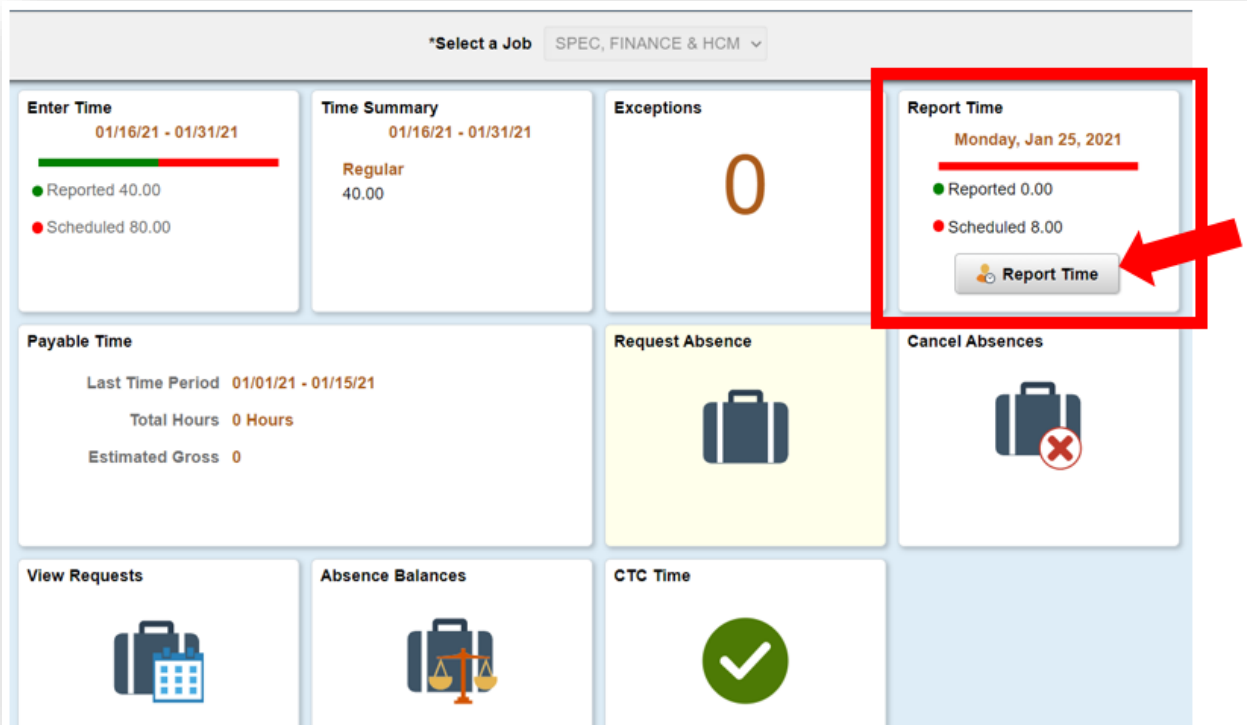 *Select a Job SPEC, FINANCE & HCM
Enter Time
01/16/21 - 01/31/21
Reported 40.00
Scheduled 80.00
Time Summary
01/16/21 - 01/31/21
Regular
40.00
Exceptions
0
Report Time
Monday, Jan 25, 2021
Reported 0.00
Scheduled 8.00
Report Time
Payable Time
Last Time Period 01/01/21 - 01/15/21
Total Hours 0 Hours
Estimated Gross 0
Request Absence
Cancel Absences
View Requests
Absence Balances
CTC Time